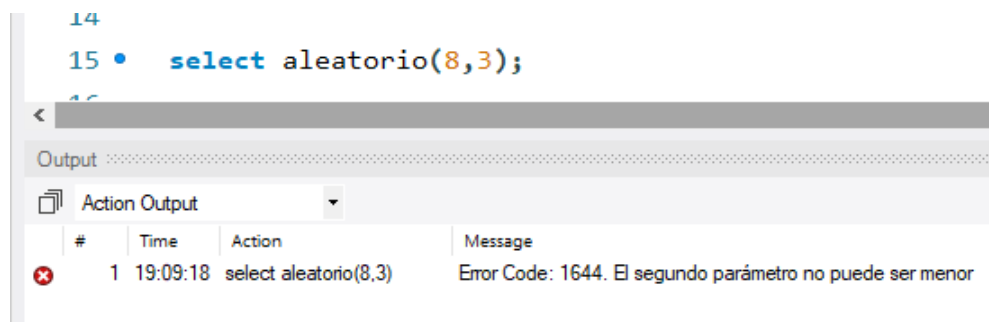 14
15 select aleatorio(8,3);
16
Output
Action Output
# Time Action Message
1 19:09:18 select aleatorio(8,3) Error Code: 1644. El segundo parámetro no puede ser menor